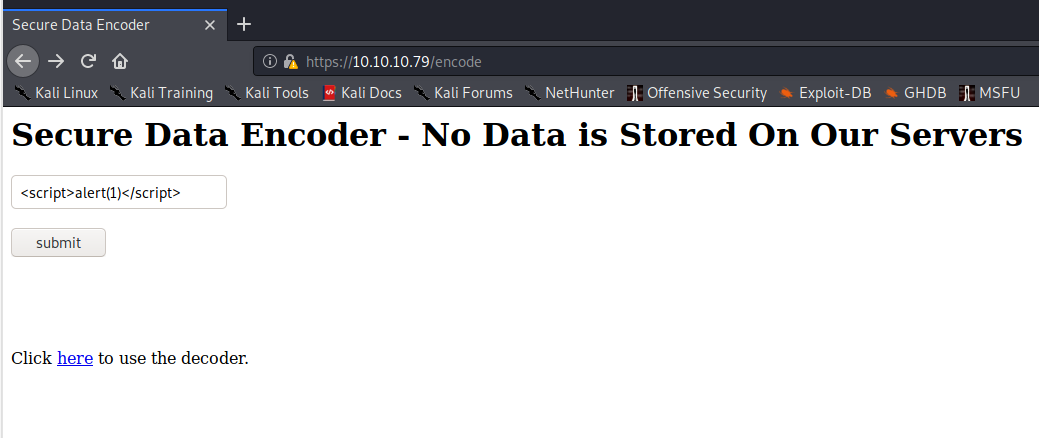 Secure Data Encoder
https://10.10.10.79/encode
Kali Linux Kali Training Kali Tools Kali Docs Kali Forums NetHunter Offensive Security Exploit-DB GHDB MSFU
Secure Data Encoder - No Data is Stored On Our Servers
<script>alert(1)</script>
submit
Click here to use the decoder.